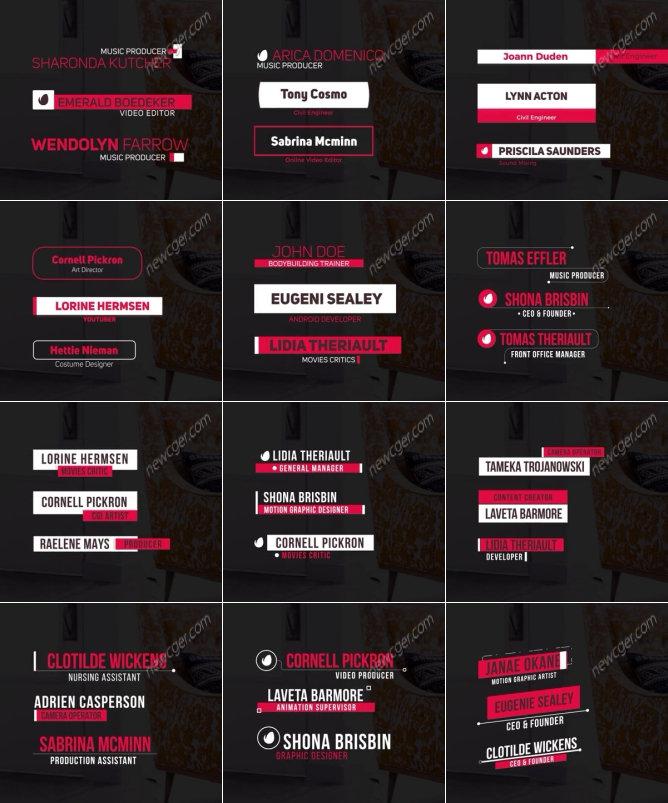 MUSIC PRODUCER
SHARONDA KUTCHER
EMERALD BOEDEKER
VIDEO EDITOR
WENDOLYN FARROW
MUSIC PRODUCER
newcger.com
ARICA DOMENICO
MUSIC PRODUCER
Tony Cosmo
Civil Engineer
Sabrina Mcminn
Online Video Editor
newcger.com
Joann Duden
Civil Engineer
LYNN ACTON
Civil Engineer
PRISCILA SAUNDERS
Sound Mixing
newcger.com
Cornell Pickron
Art Director
LORINE HERMSEN
YOUTUBER
Hettie Nieman
Costume Designer
newcger.com
JOHN DOE
BODYBUILDING TRAINER
EUGENI SEALEY
ANDROID DEVELOPER
LIDIA THERIAULT
MOVIES CRITICS
newcger.com
TOMAS EFFLER
MUSIC PRODUCER
SHONA BRISBIN
• CEO & FOUNDER •
TOMAS THERIAULT
FRONT OFFICE MANAGER
newcger.com
LORINE HERMSEN
MOVIES CRITIC
CORNELL PICKRON
CGI ARTIST
RAELENE MAYS PRODUCER
newcger.com
LIDIA THERIAULT
GENERAL MANAGER
SHONA BRISBIN
MOTION GRAPHIC DESIGNER
CORNELL PICKRON
MOVIES CRITIC
newcger.com
CAMERA OPERATOR
TAMEKA TROJANOWSKI
CONTENT CREATOR
LAVETA BARMORE
LIDIA THERIAULT
DEVELOPER
newcger.com
CLOTILDE WICKENS
NURSING ASSISTANT
ADRIEN CASPERSON
CAMERA OPERATOR
SABRINA MCMINN
PRODUCTION ASSISTANT
newcger.com
CORNELL PICKRON
VIDEO PRODUCER
LAVETA BARMORE
ANIMATION SUPERVISOR
SHONA BRISBIN
GRAPHIC DESIGNER
newcger.com
JANAE OKANE
MOTION GRAPHIC ARTIST
EUGENIE SEALEY
CEO & FOUNDER
CLOTILDE WICKENS
CEO & FOUNDER
newcger.com